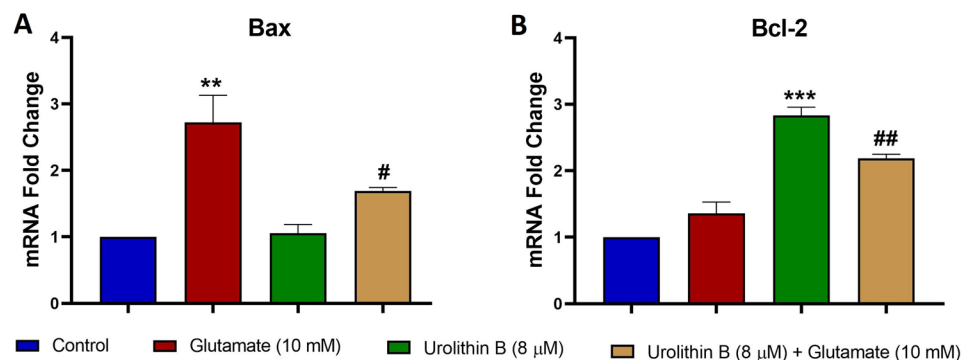 A
Bax
mRNA Fold Change
4
3
2
1
0
**
#
B
Bcl-2
mRNA Fold Change
4
3
2
1
0
***
##
Control
Glutamate (10 mM)
Urolithin B (8 μM)
Urolithin B (8 μM) + Glutamate (10 mM)